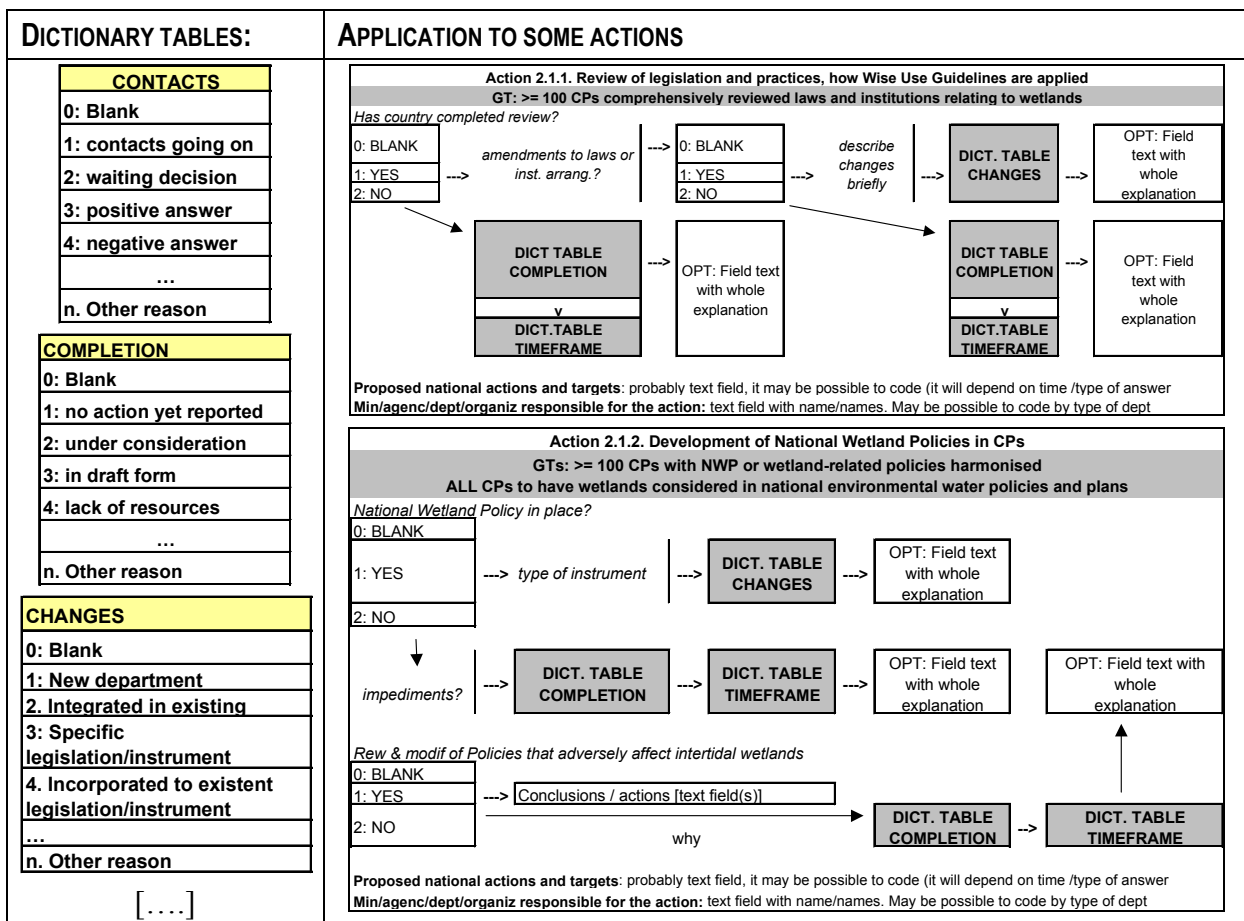 DICTIONARY TABLES:
CONTACTS
0: Blank
1: contacts going on
2: waiting decision
3: positive answer
4: negative answer
...
n. Other reason
COMPLETION
0: Blank
1: no action yet reported
2: under consideration
3: in draft form
4: lack of resources
...
n. Other reason
CHANGES
0: Blank
1: New department
2. Integrated in existing
3: Specific
legislation/instrument
4. Incorporated to existent
legislation/instrument
...
n. Other reason
[....]
APPLICATION TO SOME ACTIONS
Action 2.1.1. Review of legislation and practices, how Wise Use Guidelines are applied
GT: >= 100 CPs comprehensively reviewed laws and institutions relating to wetlands
Has country completed review?
0: BLANK
1: YES
2: NO
--->
amendments to laws or
inst. arrang.?
--->
0: BLANK
1: YES
2: NO
--->
describe
changes
briefly
--->
DICT. TABLE
CHANGES
--->
OPT: Field
text with
whole
explanation
DICT TABLE
COMPLETION
v
DICT.TABLE
TIMEFRAME
--->
OPT: Field text
with whole
explanation
DICT TABLE
COMPLETION
v
DICT.TABLE
TIMEFRAME
--->
OPT: Field
text with
whole
explanation
Proposed national actions and targets: probably text field, it may be possible to code (it will depend on time /type of answer
Min/agenc/dept/organiz responsible for the action: text field with name/names. May be possible to code by type of dept
Action 2.1.2. Development of National Wetland Policies in CPs
GTs: >= 100 CPs with NWP or wetland-related policies harmonised
ALL CPs to have wetlands considered in national environmental water policies and plans
National Wetland Policy in place?
0: BLANK
1: YES
2: NO
--->
type of instrument
--->
DICT. TABLE
CHANGES
--->
OPT: Field text
with whole
explanation
impediments?
--->
DICT. TABLE
COMPLETION
--->
DICT. TABLE
TIMEFRAME
--->
OPT: Field text
with whole
explanation
OPT: Field text with
whole
explanation
Rew & modif of Policies that adversely affect intertidal wetlands
0: BLANK
1: YES
2: NO
--->
Conclusions / actions [text field(s)]
why
DICT. TABLE
COMPLETION
-->
DICT. TABLE
TIMEFRAME
Proposed national actions and targets: probably text field, it may be possible to code (it will depend on time /type of answer
Min/agenc/dept/organiz responsible for the action: text field with name/names. May be possible to code by type of dept